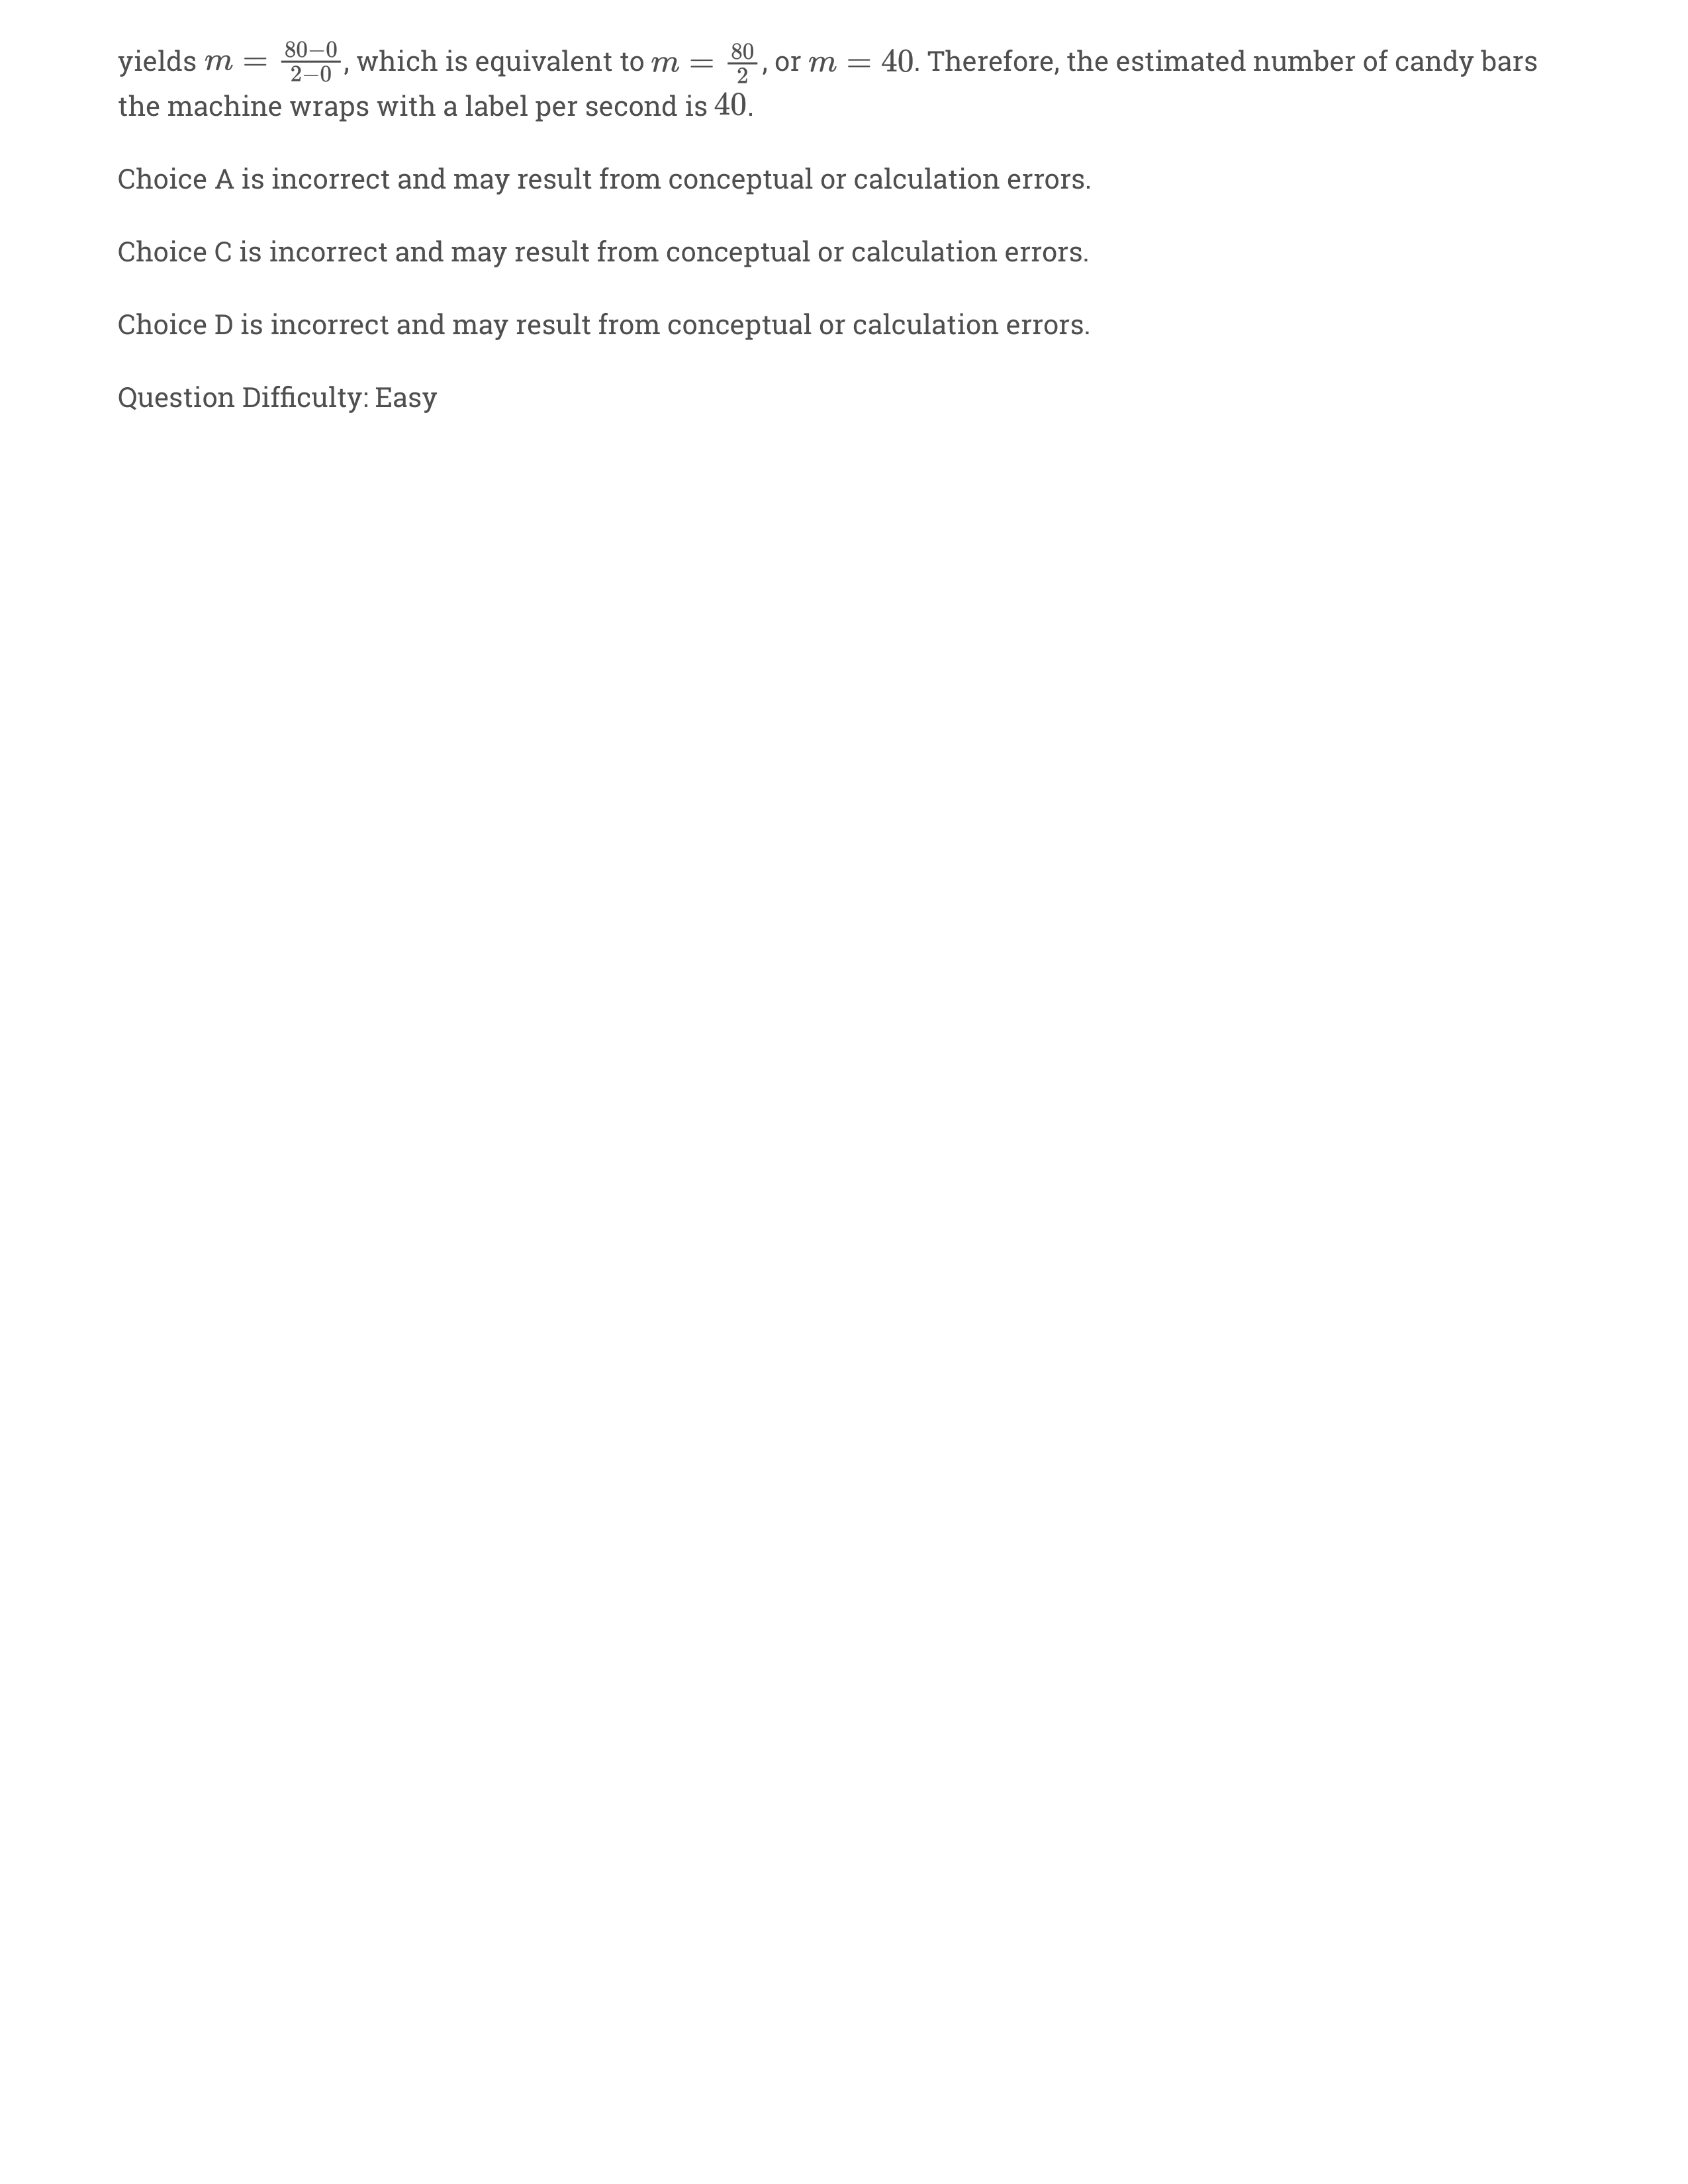 yields m = \frac{80−0}{2−0}, which is equivalent to m = \frac{80}{2}, or m = 40. Therefore, the estimated number of candy bars
the machine wraps with a label per second is 40.
Choice A is incorrect and may result from conceptual or calculation errors.
Choice C is incorrect and may result from conceptual or calculation errors.
Choice D is incorrect and may result from conceptual or calculation errors.
Question Difficulty: Easy